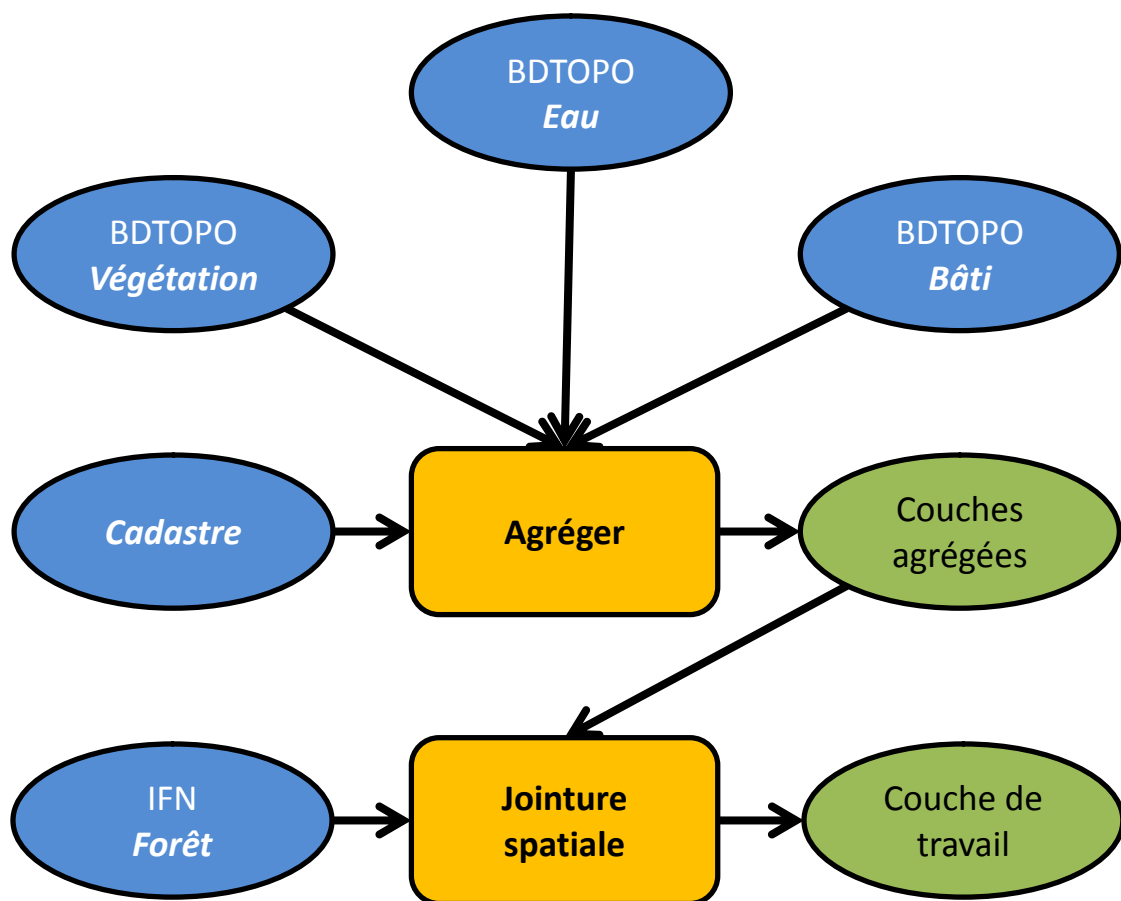 BDTOPO
Eau
BDTOPO
Végétation
BDTOPO
Bâti
Cadastre
Agréger
Couches
agrégées
IFN
Forêt
Jointure
spatiale
Couche de
travail